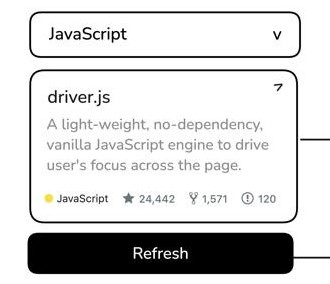 JavaScript v
driver.js
A light-weight, no-dependency,
vanilla JavaScript engine to drive
user's focus across the page.
JavaScript 24,442 1,571 120
Refresh